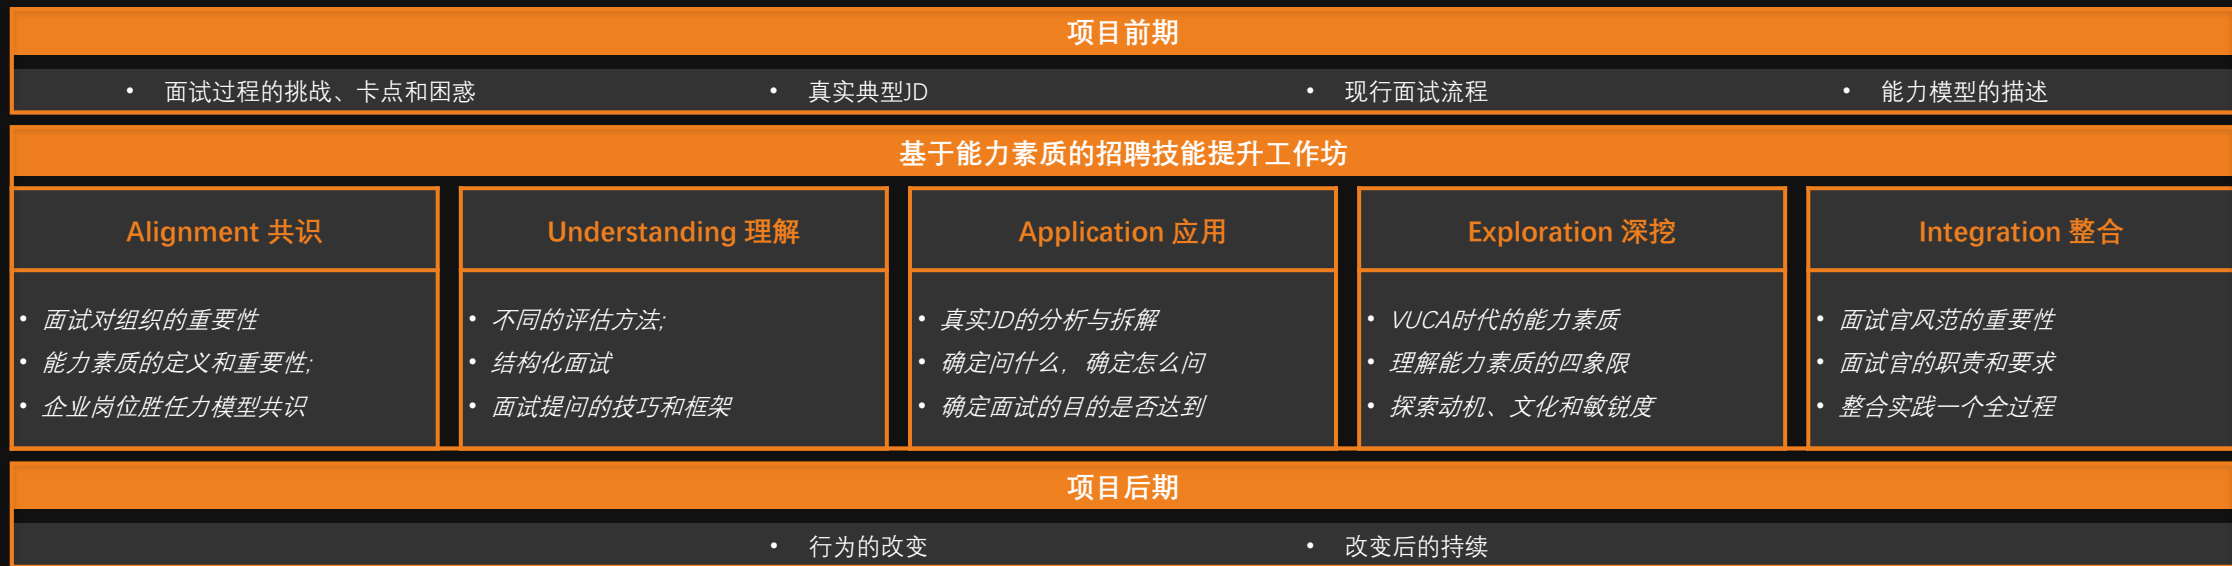 项目前期
• 面试过程的挑战、卡点和困惑
• 真实典型JD
• 现行面试流程
• 能力模型的描述
基于能力素质的招聘技能提升工作坊
Alignment 共识
• 面试对组织的重要性
• 能力素质的定义和重要性;
• 企业岗位胜任力模型共识
Understanding 理解
• 不同的评估方法;
• 结构化面试
• 面试提问的技巧和框架
Application 应用
• 真实JD的分析与拆解
• 确定问什么，确定怎么问
• 确定面试的目的是否达到
Exploration 深挖
• VUCA时代的能力素质
• 理解能力素质的四象限
• 探索动机、文化和敏锐度
Integration 整合
• 面试官风范的重要性
• 面试官的职责和要求
• 整合实践一个全过程
项目后期
• 行为的改变
• 改变后的持续